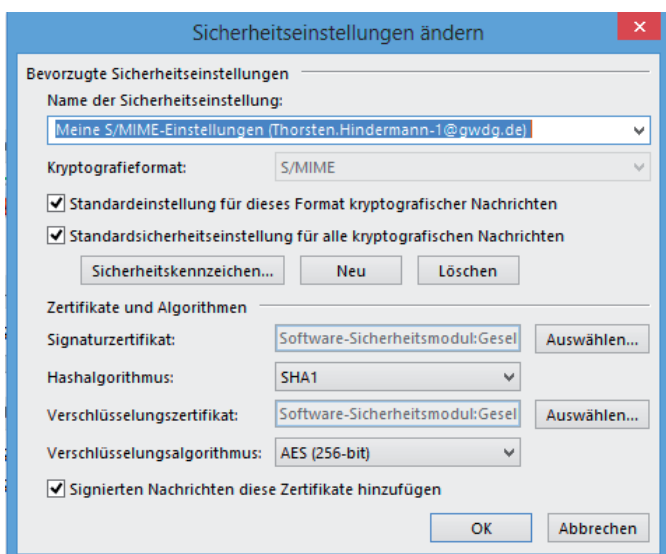 Sicherheitseinstellungen ändern
Bevorzugte Sicherheitseinstellungen
Name der Sicherheitseinstellung:
Meine S/MIME-Einstellungen (Thorsten.Hindermann-1@gwdg.de)
Kryptografieformat: S/MIME
Standardeinstellung für dieses Format kryptografischer Nachrichten
Standardsicherheitseinstellung für alle kryptografischen Nachrichten
Sicherheitskennzeichen... Neu Löschen
Zertifikate und Algorithmen
Signaturzertifikat: Software-Sicherheitsmodul:Gesel Auswählen...
Hashalgorithmus: SHA1
Verschlüsselungszertifikat: Software-Sicherheitsmodul:Gesel Auswählen...
Verschlüsselungsalgorithmus: AES (256-bit)
Signierten Nachrichten diese Zertifikate hinzufügen
OK Abbrechen